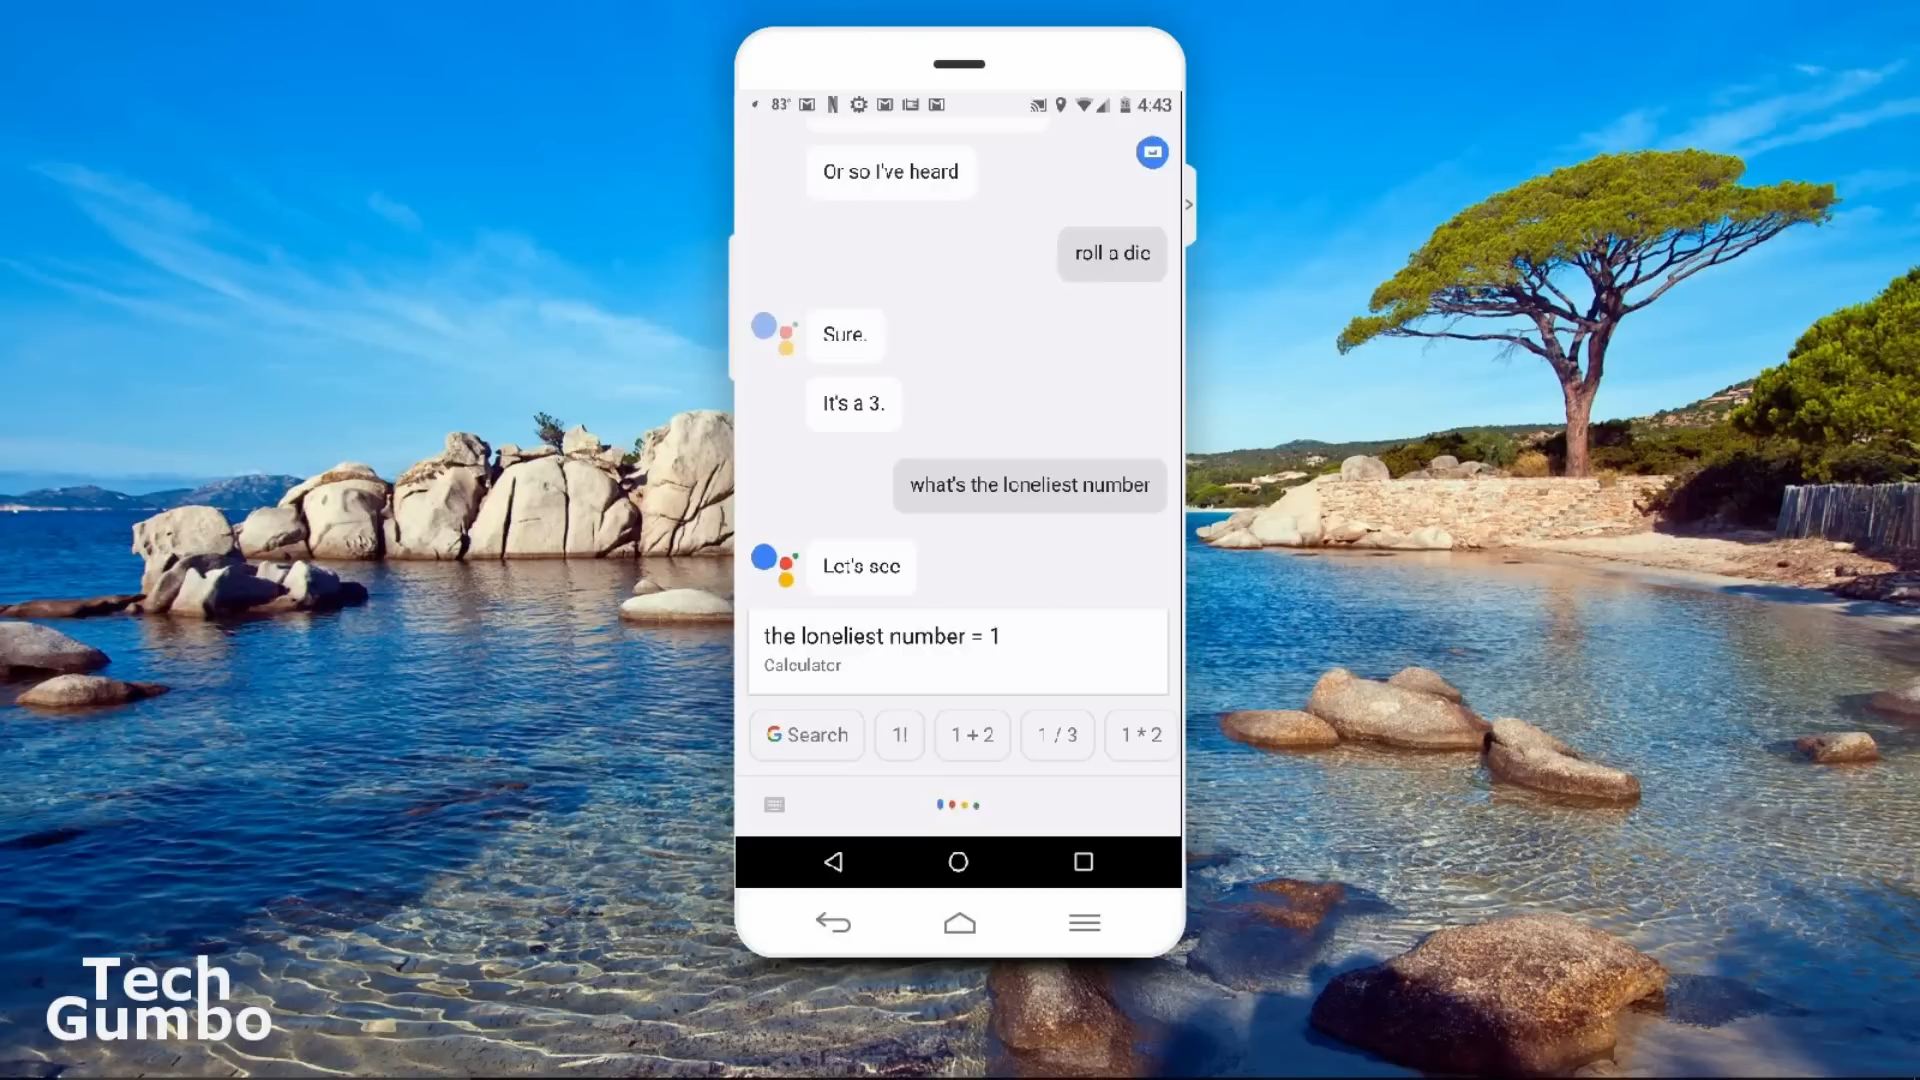 83° 4:43
Or so I've heard
roll a die
Sure.
It's a 3.
what's the loneliest number
Let's see
the loneliest number = 1
Calculator
G Search 1! 1 + 2 1 / 3 1 * 2
Tech
Gumbo